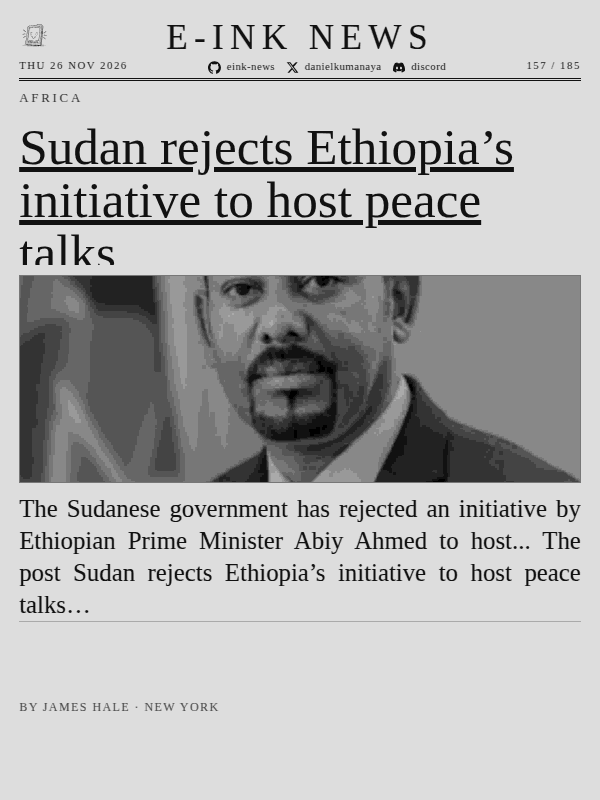 E-INK NEWS
THU 26 NOV 2026
eink-news danielkumanaya discord
157 / 185
AFRICA
Sudan rejects Ethiopia’s
initiative to host peace
talks
The Sudanese government has rejected an initiative by
Ethiopian Prime Minister Abiy Ahmed to host... The
post Sudan rejects Ethiopia’s initiative to host peace
talks…
BY JAMES HALE · NEW YORK